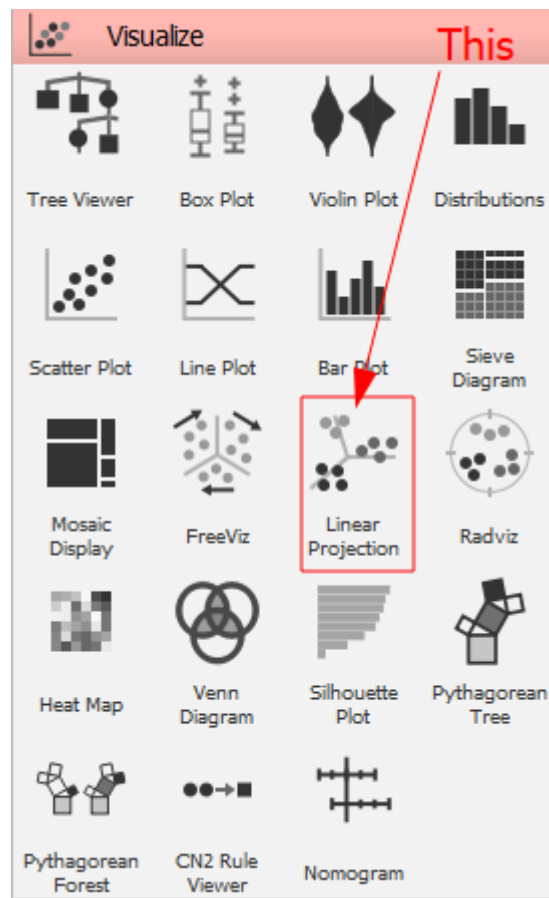 Visualize
This
Tree Viewer
Box Plot
Violin Plot
Distributions
Scatter Plot
Line Plot
Bar Plot
Sieve
Diagram
Mosaic
Display
FreeViz
Linear
Projection
Radviz
Heat Map
Venn
Diagram
Silhouette
Plot
Pythagorean
Tree
Pythagorean
Forest
CN2 Rule
Viewer
Nomogram